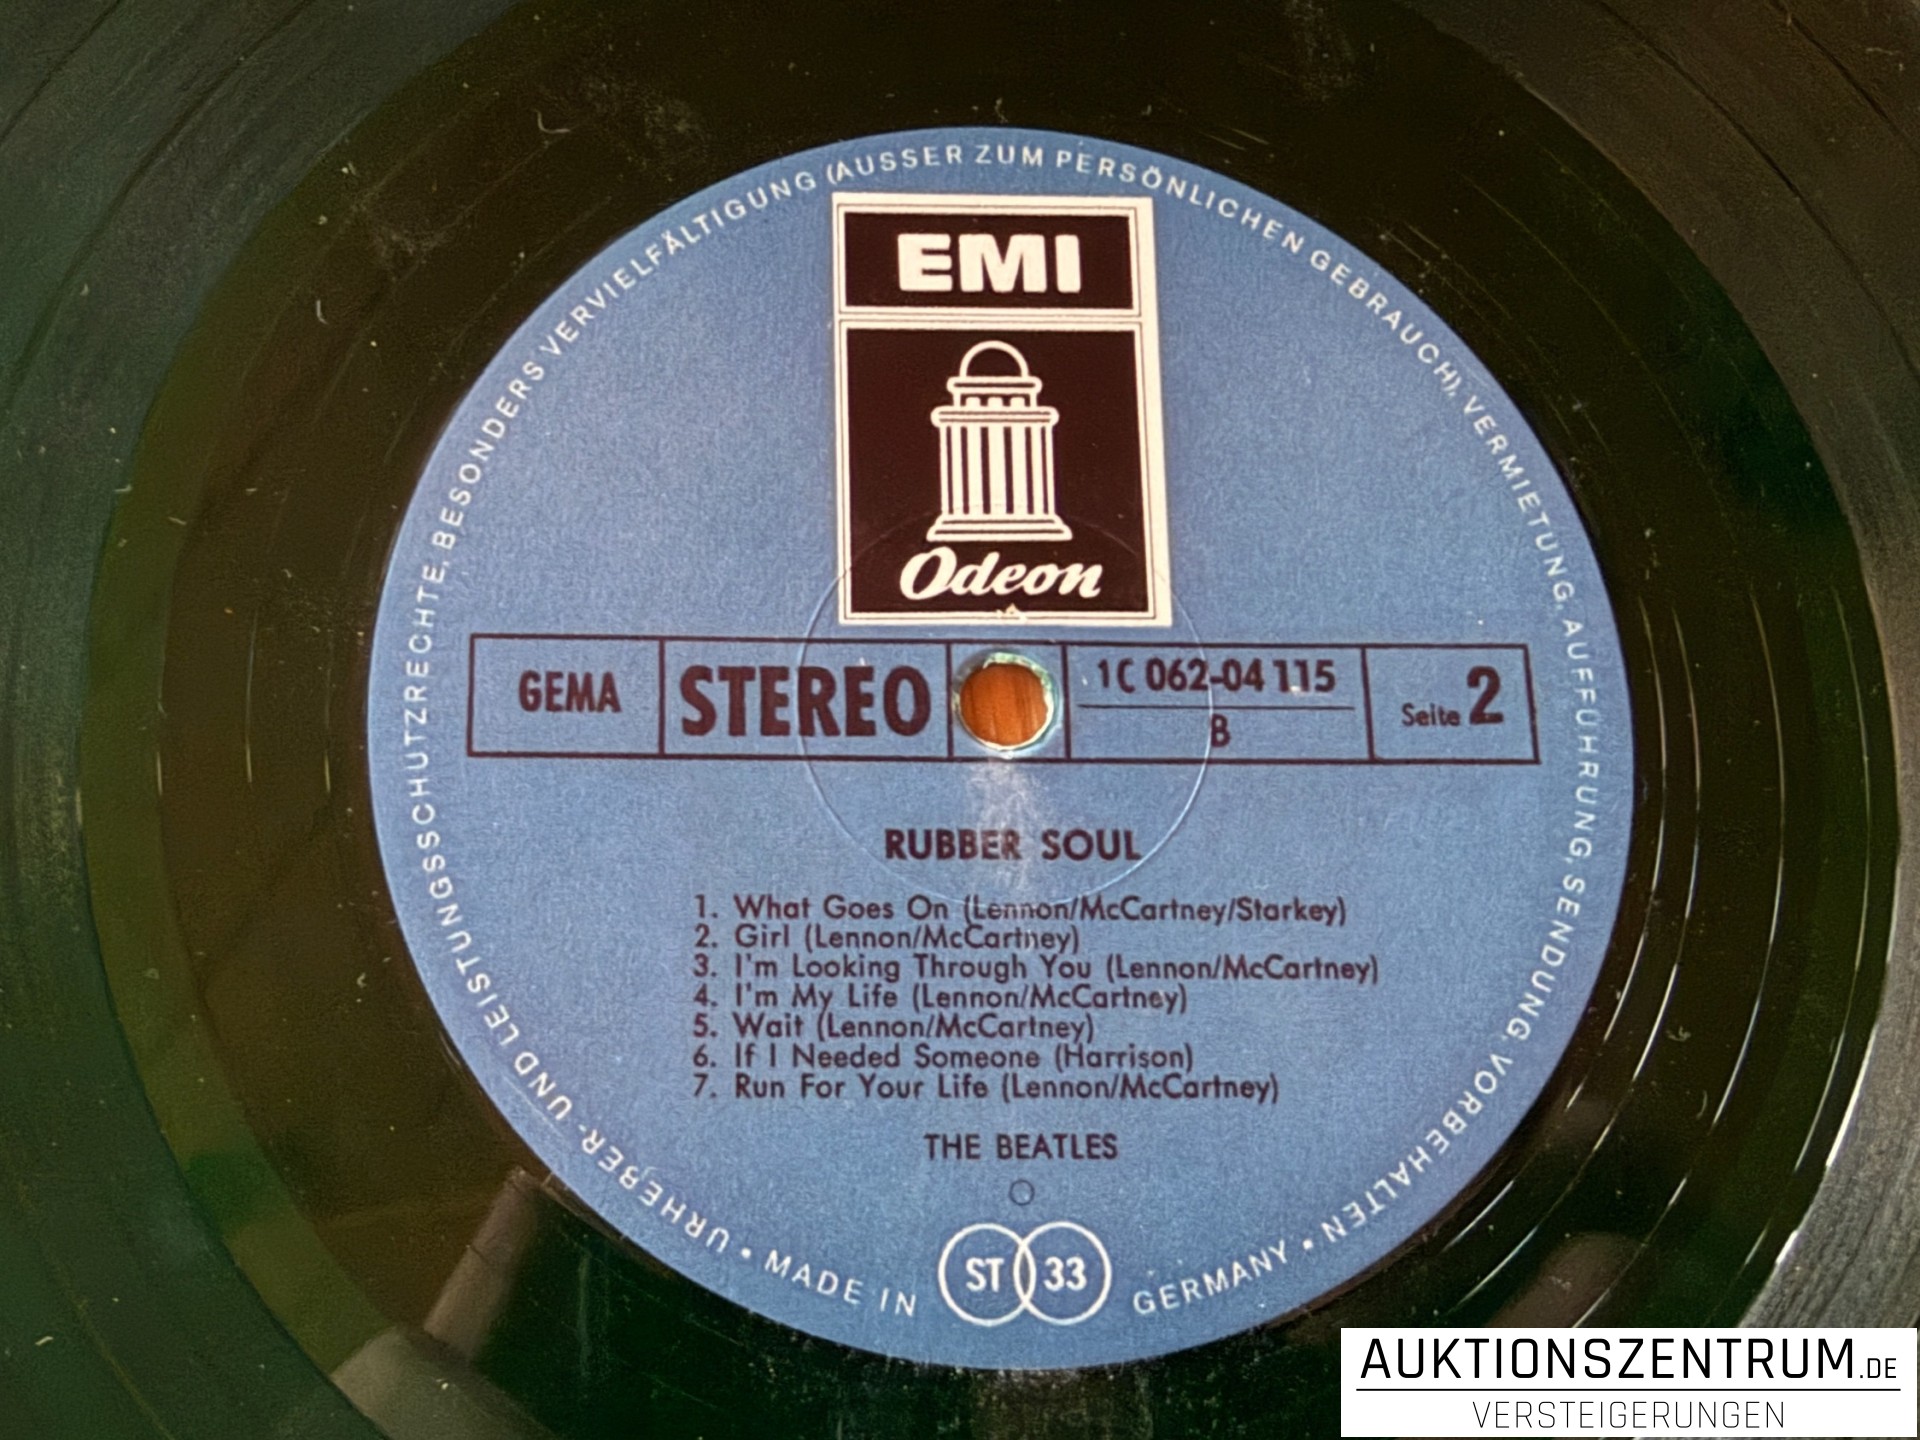 URHEBER- UND LEISTUNGSSCHUTZRECHTE, BESONDERS VERVIELFÄLTIGUNG (AUSSER ZUM PERSÖNLICHEN GEBRAUCH), VERMIETUNG, AUFFÜHRUNG, SENDUNG, VORBEHALTEN •
EMI
Odeon
GEMA STEREO 1C 062-04 115 Seite 2
B
RUBBER SOUL
1. What Goes On (Lennon/McCartney/Starkey)
2. Girl (Lennon/McCartney)
3. I'm Looking Through You (Lennon/McCartney)
4. I'm My Life (Lennon/McCartney)
5. Wait (Lennon/McCartney)
6. If I Needed Someone (Harrison)
7. Run For Your Life (Lennon/McCartney)
THE BEATLES
ST 33
• MADE IN GERMANY
AUKTIONSZENTRUM.DE
VERSTEIGERUNGEN